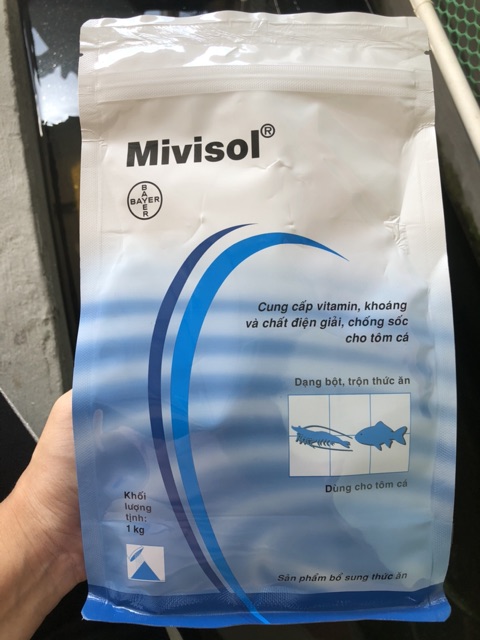 Mivisol®
BAYER
BAYER
Cung cấp vitamin, khoáng
và chất điện giải, chống sốc
cho tôm cá
Dạng bột, trộn thức ăn
Dùng cho tôm cá
Khối
lượng
tịnh:
1 kg
Sản phẩm bổ sung thức ăn